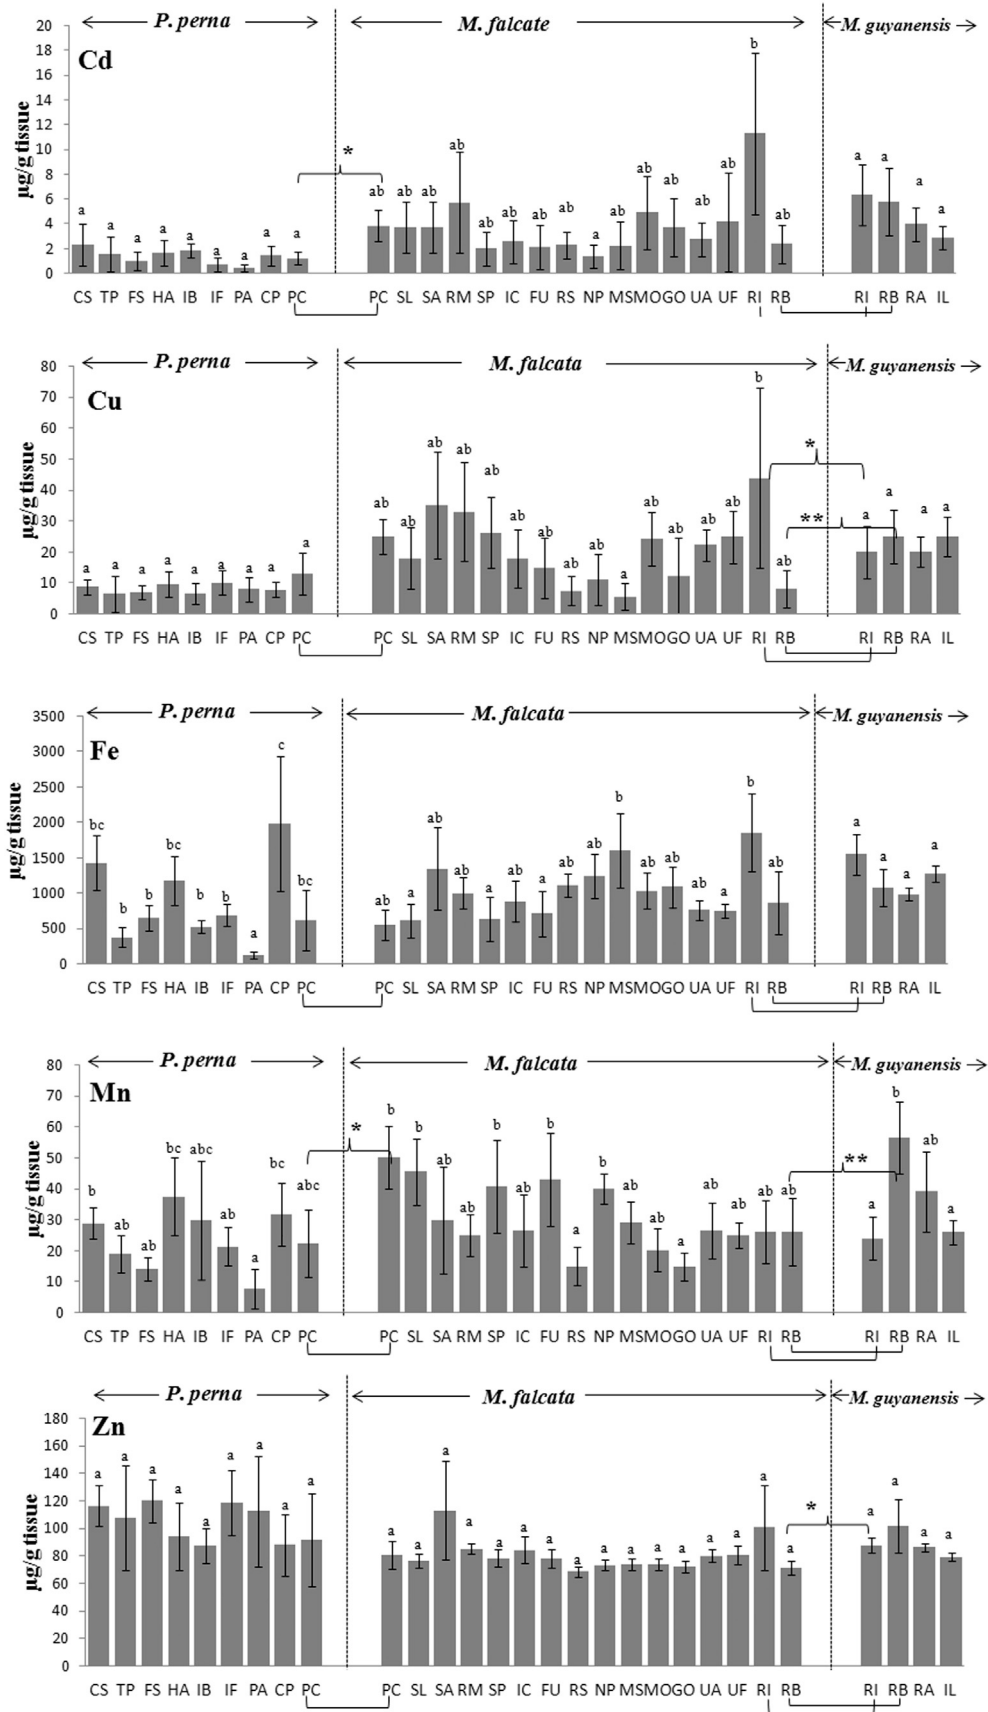 P. perna M. falcate M. guyanensis
Cd
µg/g tissue
20
18
16
14
12
10
8
6
4
2
0
a a a a a a a a a
*
ab ab ab ab ab ab ab ab a ab ab ab ab ab b ab
a a a a
CS TP FS HA IB IF PA CP PC PC SL SA RM SP IC FU RS NP MS MO GO UA UF RI RB RI RB RA IL
P. perna M. falcata M. guyanensis
Cu
µg/g tissue
80
70
60
50
40
30
20
10
0
a a a a a a a a a
ab ab ab ab ab ab ab a ab a ab ab ab ab b ab
* **
a a a a
CS TP FS HA IB IF PA CP PC PC SL SA RM SP IC FU RS NP MS MO GO UA UF RI RB RI RB RA IL
P. perna M. falcata M. guyanensis
Fe
µg/g tissue
3500
3000
2500
2000
1500
1000
500
0
bc b b bc b b a c bc
ab a ab ab a ab a ab ab b ab ab ab a b ab
a a a a
CS TP FS HA IB IF PA CP PC PC SL SA RM SP IC FU RS NP MS MO GO UA UF RI RB RI RB RA IL
P. perna M. falcata M. guyanensis
Mn
µg/g tissue
80
70
60
50
40
30
20
10
0
b ab ab bc abc ab a bc abc
*
b b ab ab b ab b a b ab ab a ab ab ab ab
**
a b ab a
CS TP FS HA IB IF PA CP PC PC SL SA RM SP IC FU RS NP MS MO GO UA UF RI RB RI RB RA IL
P. perna M. falcata M. guyanensis
Zn
µg/g tissue
180
160
140
120
100
80
60
40
20
0
a a a a a a a a a
a a a a a a a a a a a a a a a a
*
a a a a
CS TP FS HA IB IF PA CP PC PC SL SA RM SP IC FU RS NP MS MO GO UA UF RI RB RI RB RA IL